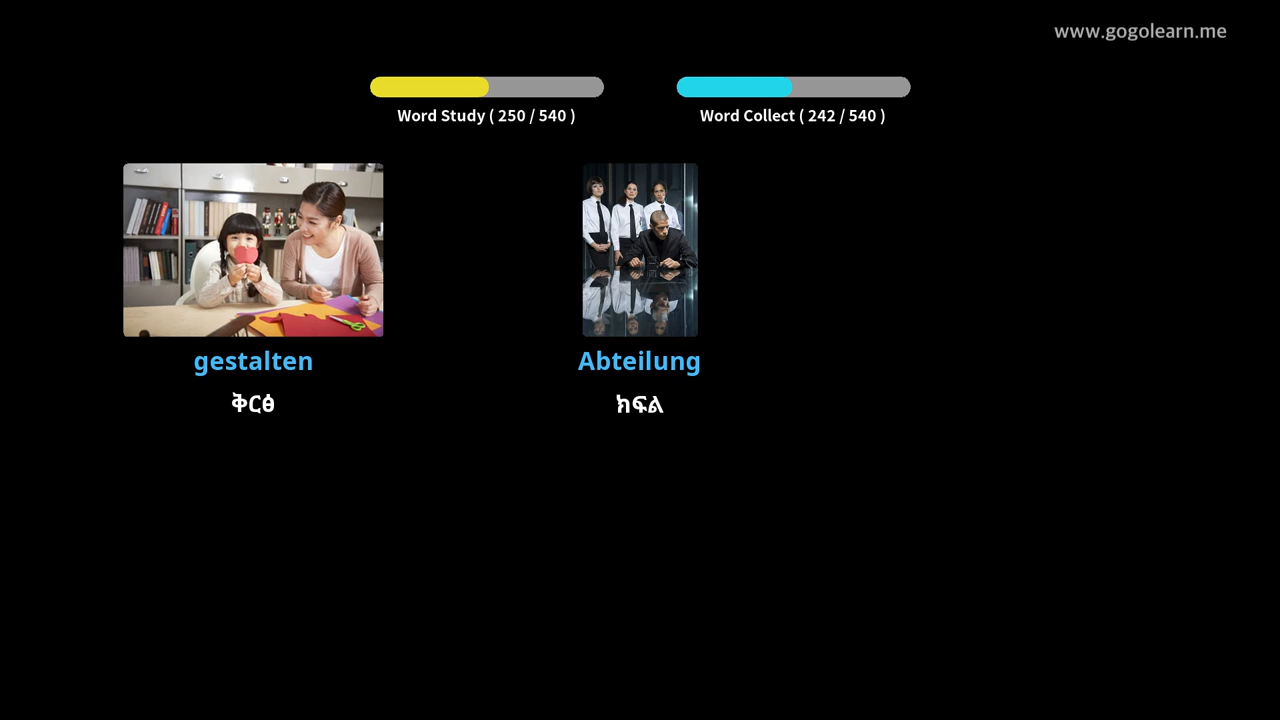 www.gogolearn.me
Word Study ( 250 / 540 )
Word Collect ( 242 / 540 )
gestalten
ቅርፅ
Abteilung
ክፍል